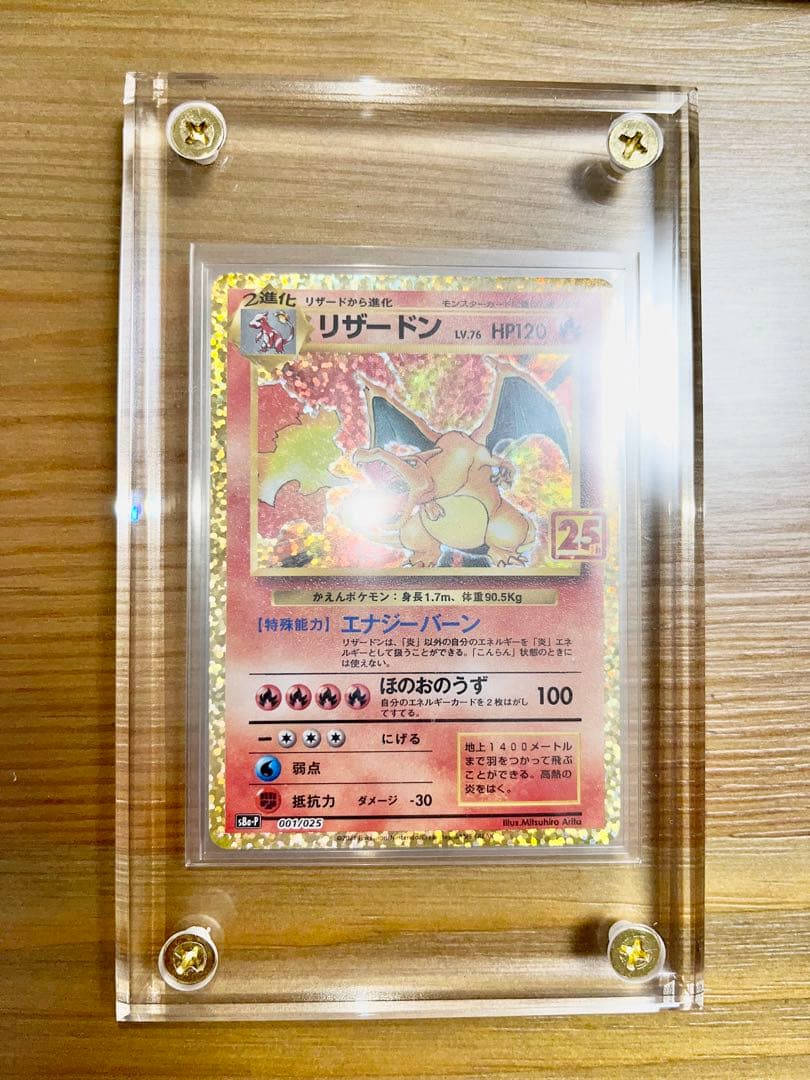 2進化 リザードから進化
リザードン LV.76 HP120
25
かえんポケモン：身長1.7m、体重90.5Kg
【特殊能力】エナジーバーン
リザードンは、「炎」以外の自分のエネルギーを「炎」エネ
ルギーとして扱うことができる。「こんらん」状態のときに
は使えない。
ほのおのうず 100
自分のエネルギーカードを2枚はがし
てすてる。
にげる
弱点
抵抗力 ダメージ -30
地上1400メートル
まで羽をつかって飛ぶ
ことができる。高熱の
炎をはく。
s8a-P 001/025
Illus.Mitsuhiro Arita